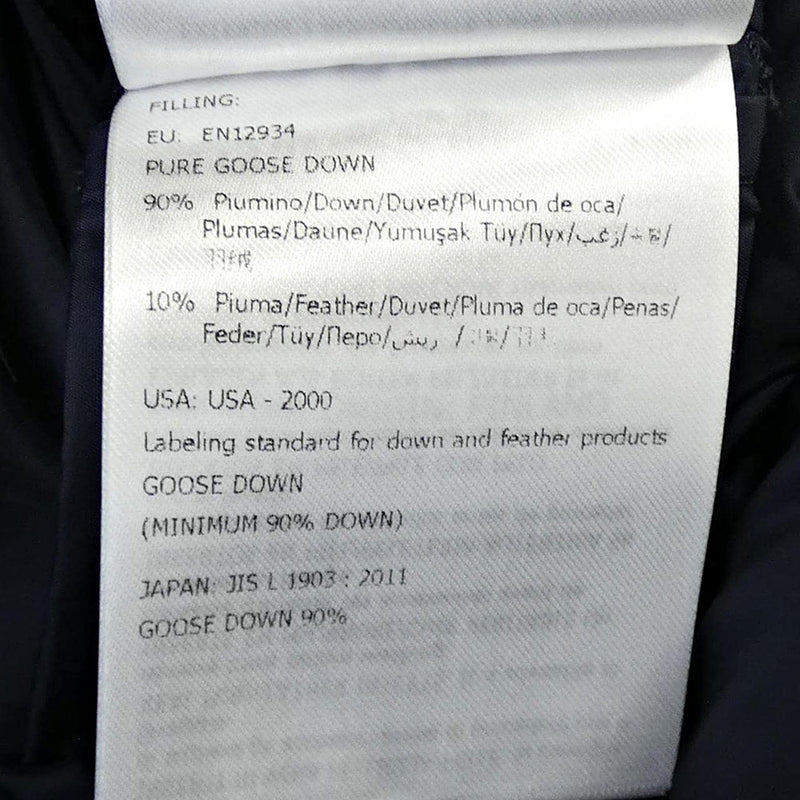 FILLING:
EU: EN12934
PURE GOOSE DOWN
90% Piumino/Down/Duvet/Plumón de oca/
Plumas/Daune/Yumuşak Tüy/Пух/زغب/
10% Piuma/Feather/Duvet/Pluma de oca/Penas/
Feder/Tüy/Перо/ريش /
USA: USA - 2000
Labeling standard for down and feather products
GOOSE DOWN
(MINIMUM 90% DOWN)
JAPAN: JIS L 1903 : 2011
GOOSE DOWN 90%